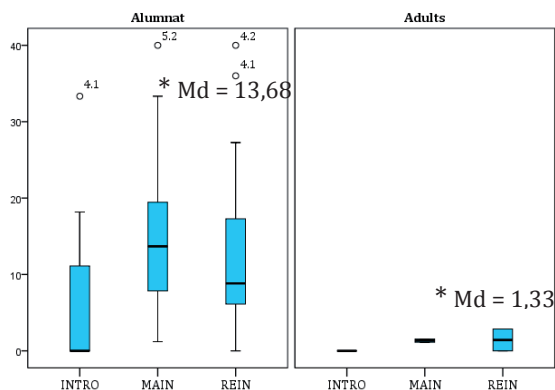 Alumnat Adults
40
30
20
10
0
4.1
5.2
4.2
4.1
* Md = 13,68
* Md = 1,33
INTRO MAIN REIN INTRO MAIN REIN